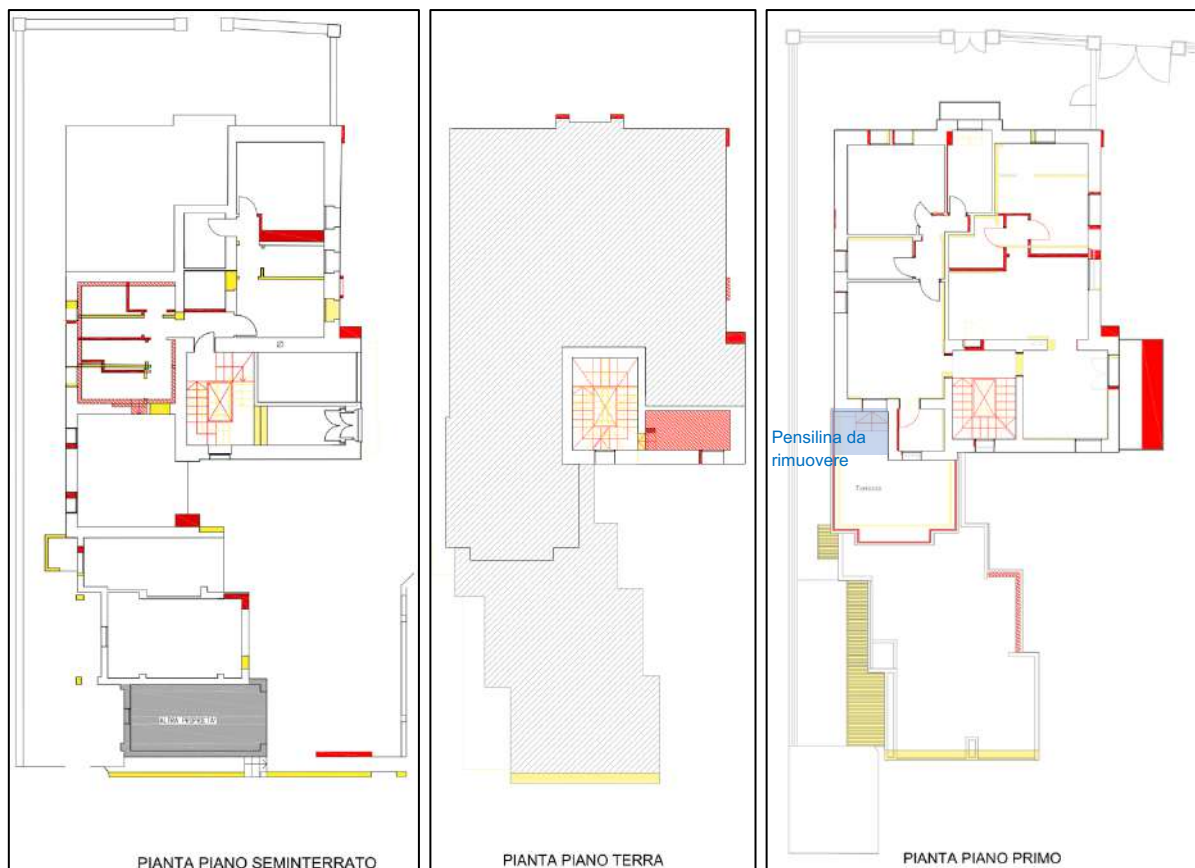 ALTRA PROPRIETA'
PIANTA PIANO SEMINTERRATO
PIANTA PIANO TERRA
Pensilina da
rimuovere
Terrazzo
PIANTA PIANO PRIMO